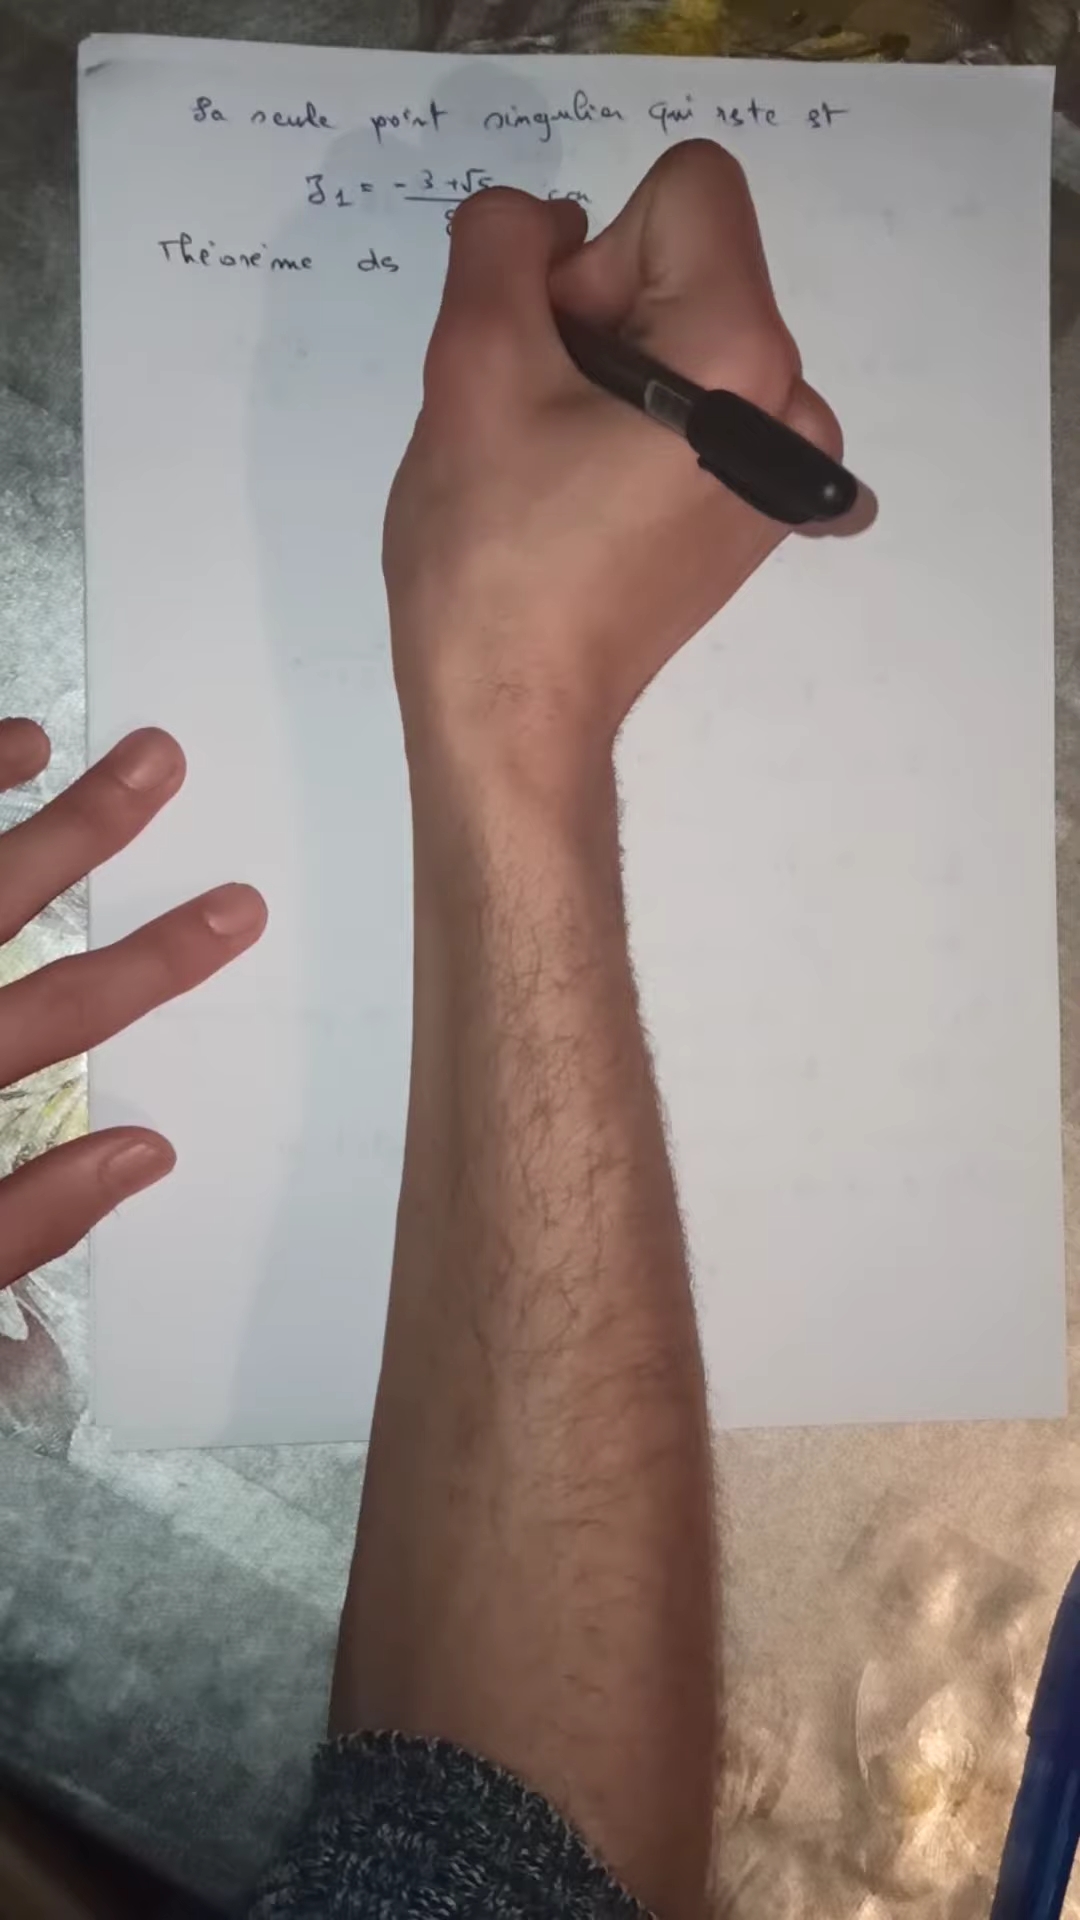 La seule point singulier qui reste est
z1 = -3+√5
Théorème des